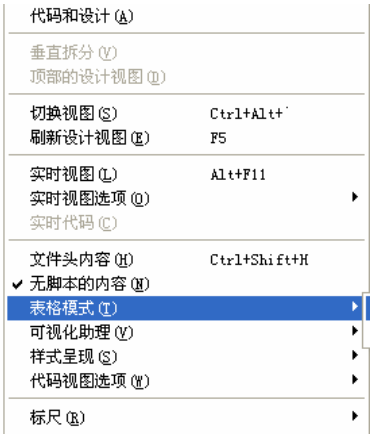 代码和设计(A)
垂直拆分(V)
顶部的设计视图(D)
切换视图(S) Ctrl+Alt+`
刷新设计视图(E) F5
实时视图(L) Alt+F11
实时视图选项(O)
实时代码(C)
文件头内容(H) Ctrl+Shift+H
无脚本的内容(N)
表格模式(T)
可视化助理(V)
样式呈现(S)
代码视图选项(W)
标尺(R)